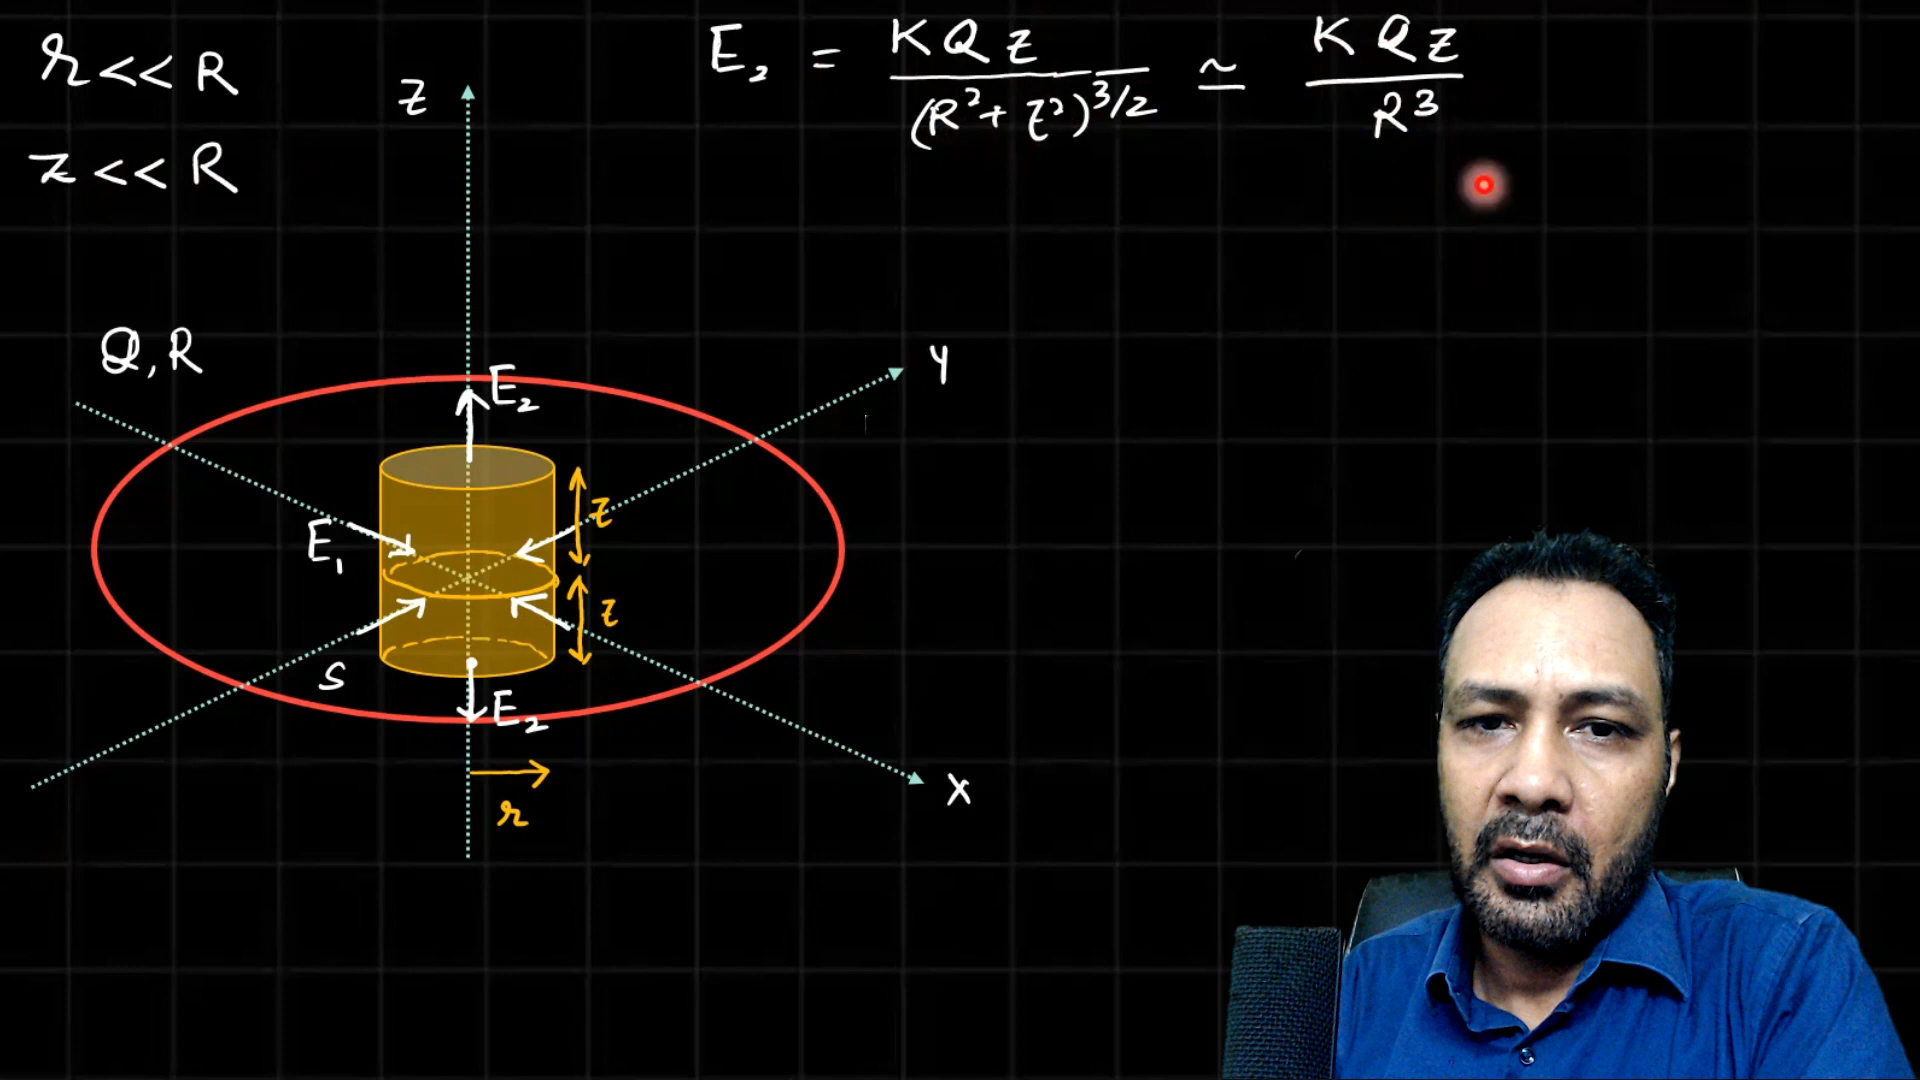 r << R
z << R
E₂ = KQz / (R² + z²)^3/2 ≃ KQz / R³
Z
Q, R
E₂
y
z
E₁
z
S
E₂
r
x